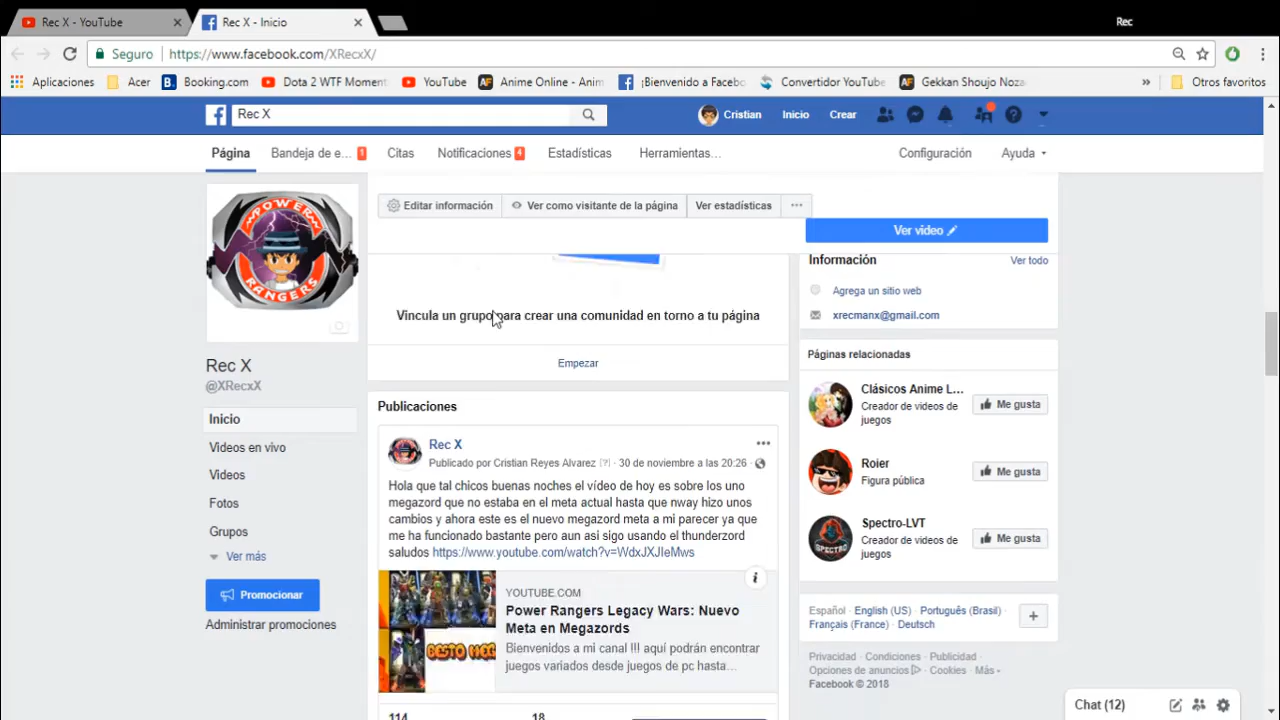 Rec X - YouTube
Rec X - Inicio
Rec
Seguro
https://www.facebook.com/XRecxX/
Aplicaciones
Acer
Booking.com
Dota 2 WTF Momen
YouTube
Anime Online - Anim
¡Bienvenido a Facebo
Convertidor YouTube
Gekkan Shoujo Noza
»
Otros favoritos
Rec X
Cristian
Inicio
Crear
Página
Bandeja de e... 1
Citas
Notificaciones 4
Estadísticas
Herramientas...
Configuración
Ayuda
POWER
RANGERS
Rec X
@XRecxX
Inicio
Videos en vivo
Videos
Fotos
Grupos
Ver más
Promocionar
Administrar promociones
Editar información
Ver como visitante de la página
Ver estadísticas
...
Ver video
Vincula un grupo para crear una comunidad en torno a tu página
Empezar
Publicaciones
Rec X
Publicado por Cristian Reyes Alvarez [?] · 30 de noviembre a las 20:26 ·
Hola que tal chicos buenas noches el vídeo de hoy es sobre los uno
megazord que no estaba en el meta actual hasta que nway hizo unos
cambios y ahora este es el nuevo megazord meta a mi parecer ya que
me ha funcionado bastante pero aun asi sigo usando el thunderzord
saludos https://www.youtube.com/watch?v=WdxJXJIeMws
YOUTUBE.COM
Power Rangers Legacy Wars: Nuevo
Meta en Megazords
Bienvenidos a mi canal !!! aquí podrán encontrar
juegos variados desde juegos de pc hasta...
114
18
Información
Ver todo
Agrega un sitio web
xrecmanx@gmail.com
Páginas relacionadas
Clásicos Anime L...
Creador de videos de
juegos
Me gusta
Roier
Figura pública
Me gusta
SPECTRO
Spectro-LVT
Creador de videos de
juegos
Me gusta
Español · English (US) · Português (Brasil) ·
Français (France) · Deutsch
Privacidad · Condiciones · Publicidad ·
Opciones de anuncios · Cookies · Más
Facebook © 2018
Chat (12)